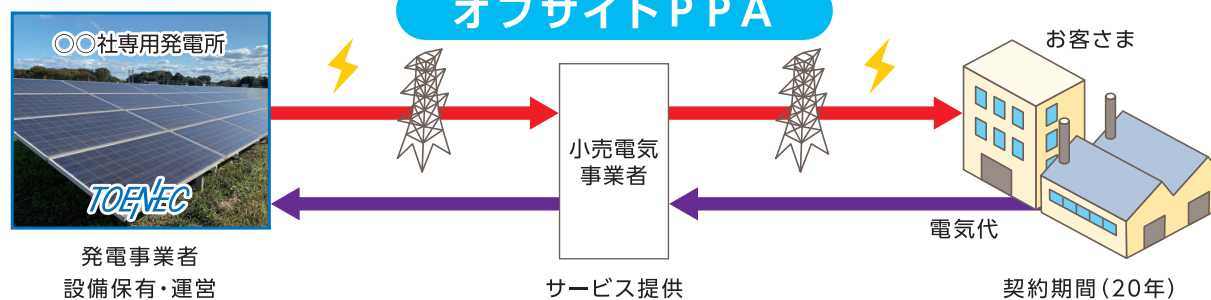 オフサイトPPA
○○社専用発電所
お客さま
小売電気
事業者
TOENEC
電気代
発電事業者
設備保有・運営
サービス提供
契約期間（20年）